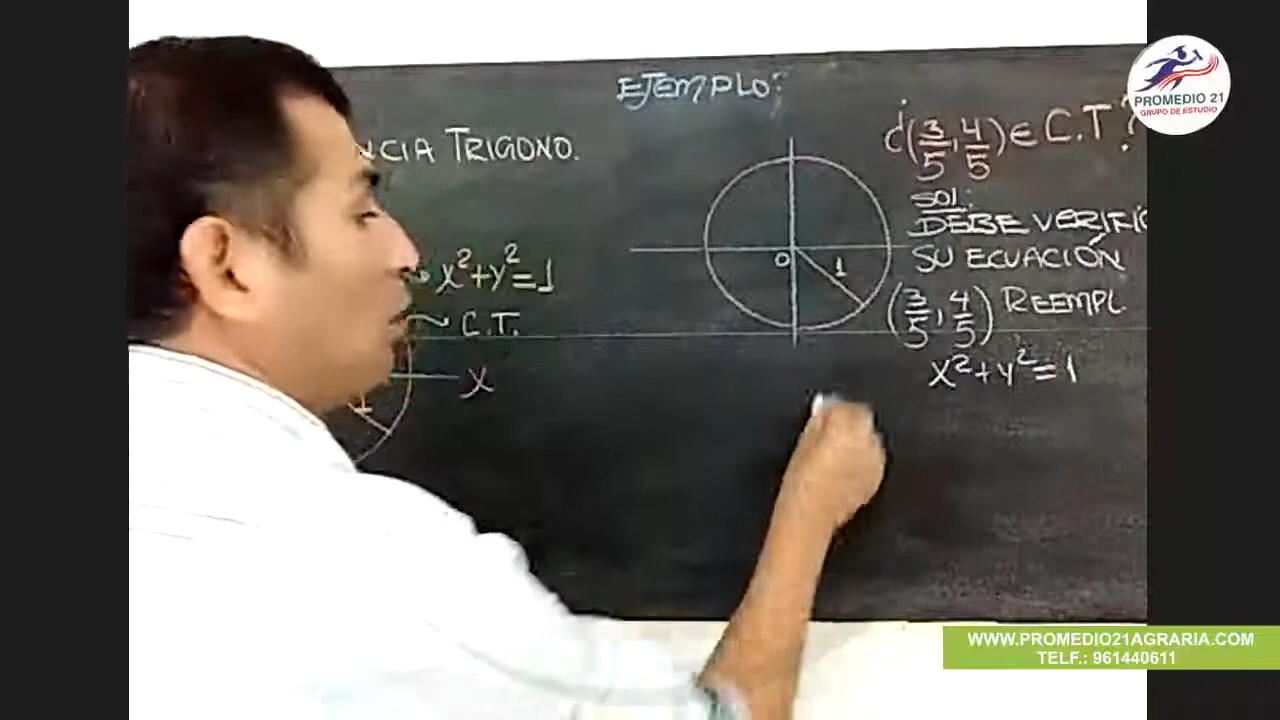 EJEMPLO:
TRIGONO.
x²+y²=1
C.T.
X
0
1
¿(3/5, 4/5) ∈ C.T?
SOL:
DEBE VERIFIC
SU ECUACIÓN
(3/5, 4/5) REEMPL.
x²+y²=1
PROMEDIO 21
GRUPO DE ESTUDIO
WWW.PROMEDIO21AGRARIA.COM
TELF.: 961440611